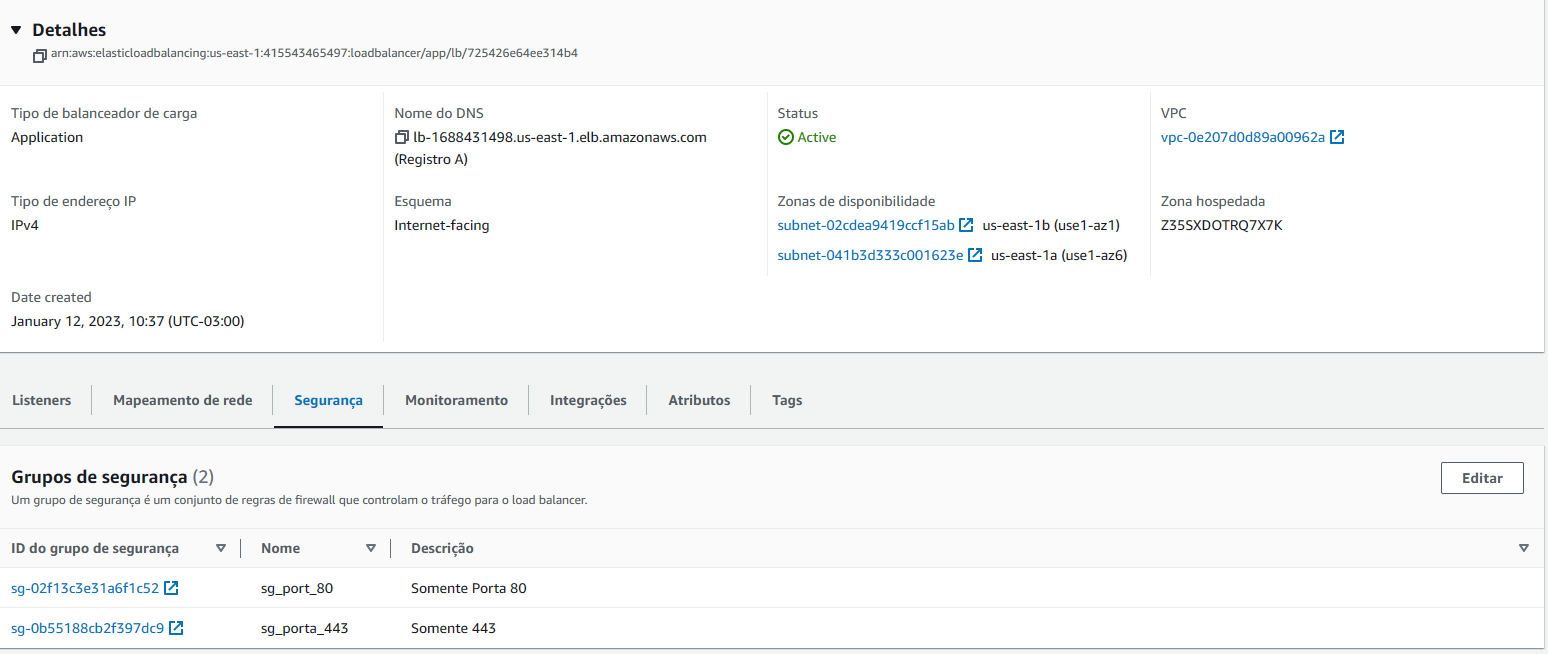 Detalhes
arn:aws:elasticloadbalancing:us-east-1:415543465497:loadbalancer/app/lb/725426e64ee314b4
Tipo de balanceador de carga
Application
Nome do DNS
lb-1688431498.us-east-1.elb.amazonaws.com
(Registro A)
Status
Active
VPC
vpc-0e207d0d89a00962a
Tipo de endereço IP
IPv4
Esquema
Internet-facing
Zonas de disponibilidade
subnet-02cdea9419ccf15ab us-east-1b (use1-az1)
subnet-041b3d333c001623e us-east-1a (use1-az6)
Zona hospedada
Z35SXDOTRQ7X7K
Date created
January 12, 2023, 10:37 (UTC-03:00)
Listeners Mapeamento de rede Segurança Monitoramento Integrações Atributos Tags
Grupos de segurança (2)
Um grupo de segurança é um conjunto de regras de firewall que controlam o tráfego para o load balancer.
Editar
ID do grupo de segurança Nome Descrição
sg-02f13c3e31a6f1c52 sg_port_80 Somente Porta 80
sg-0b55188cb2f397dc9 sg_porta_443 Somente 443